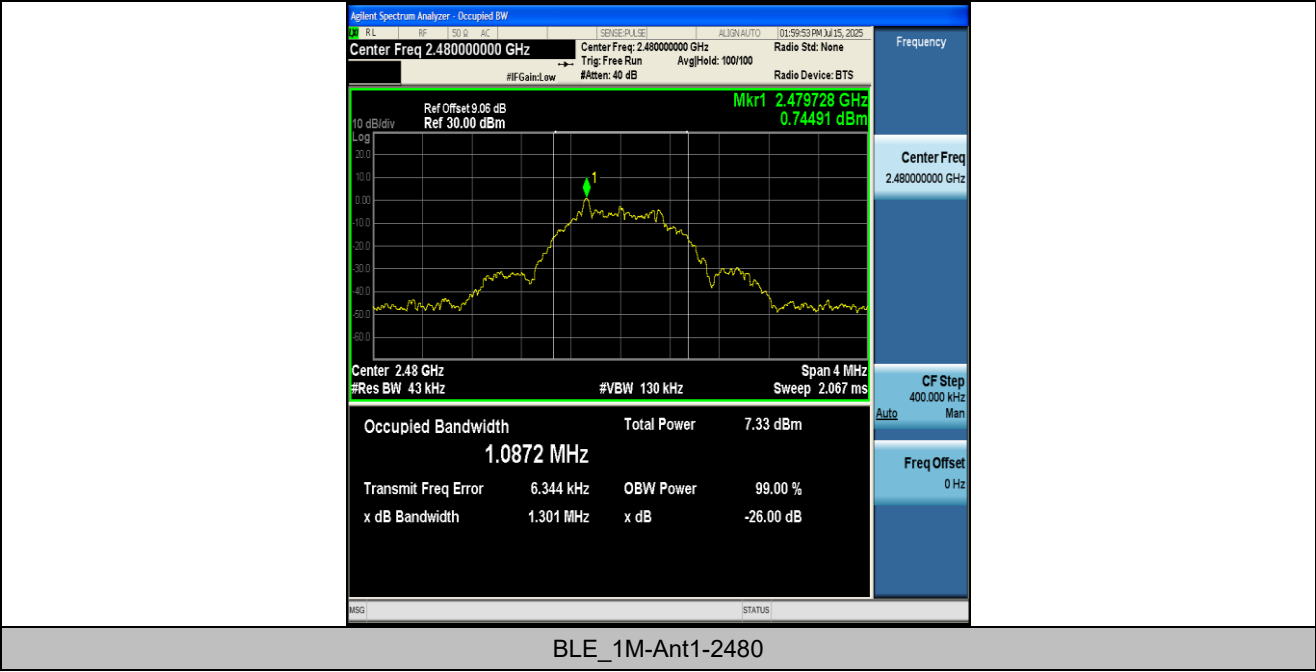 Agilent Spectrum Analyzer - Occupied BW
LXI RL RF 50 Ω AC SENSE:PULSE ALIGN AUTO 01:59:53 PM Jul 15, 2025
Center Freq 2.480000000 GHz
Center Freq: 2.480000000 GHz Radio Std: None
Trig: Free Run Avg|Hold: 100/100
#IFGain:Low #Atten: 40 dB Radio Device: BTS
Frequency
Mkr1 2.479728 GHz
0.74491 dBm
Ref Offset 9.06 dB
10 dB/div Ref 30.00 dBm
Log
20.0
10.0
0.00
-10.0
-20.0
-30.0
-40.0
-50.0
-60.0
1
Center 2.48 GHz Span 4 MHz
#Res BW 43 kHz #VBW 130 kHz Sweep 2.067 ms
Center Freq
2.480000000 GHz
CF Step
400.000 kHz
Auto Man
Freq Offset
0 Hz
Occupied Bandwidth Total Power 7.33 dBm
1.0872 MHz
Transmit Freq Error 6.344 kHz OBW Power 99.00 %
x dB Bandwidth 1.301 MHz x dB -26.00 dB
MSG STATUS
BLE_1M-Ant1-2480